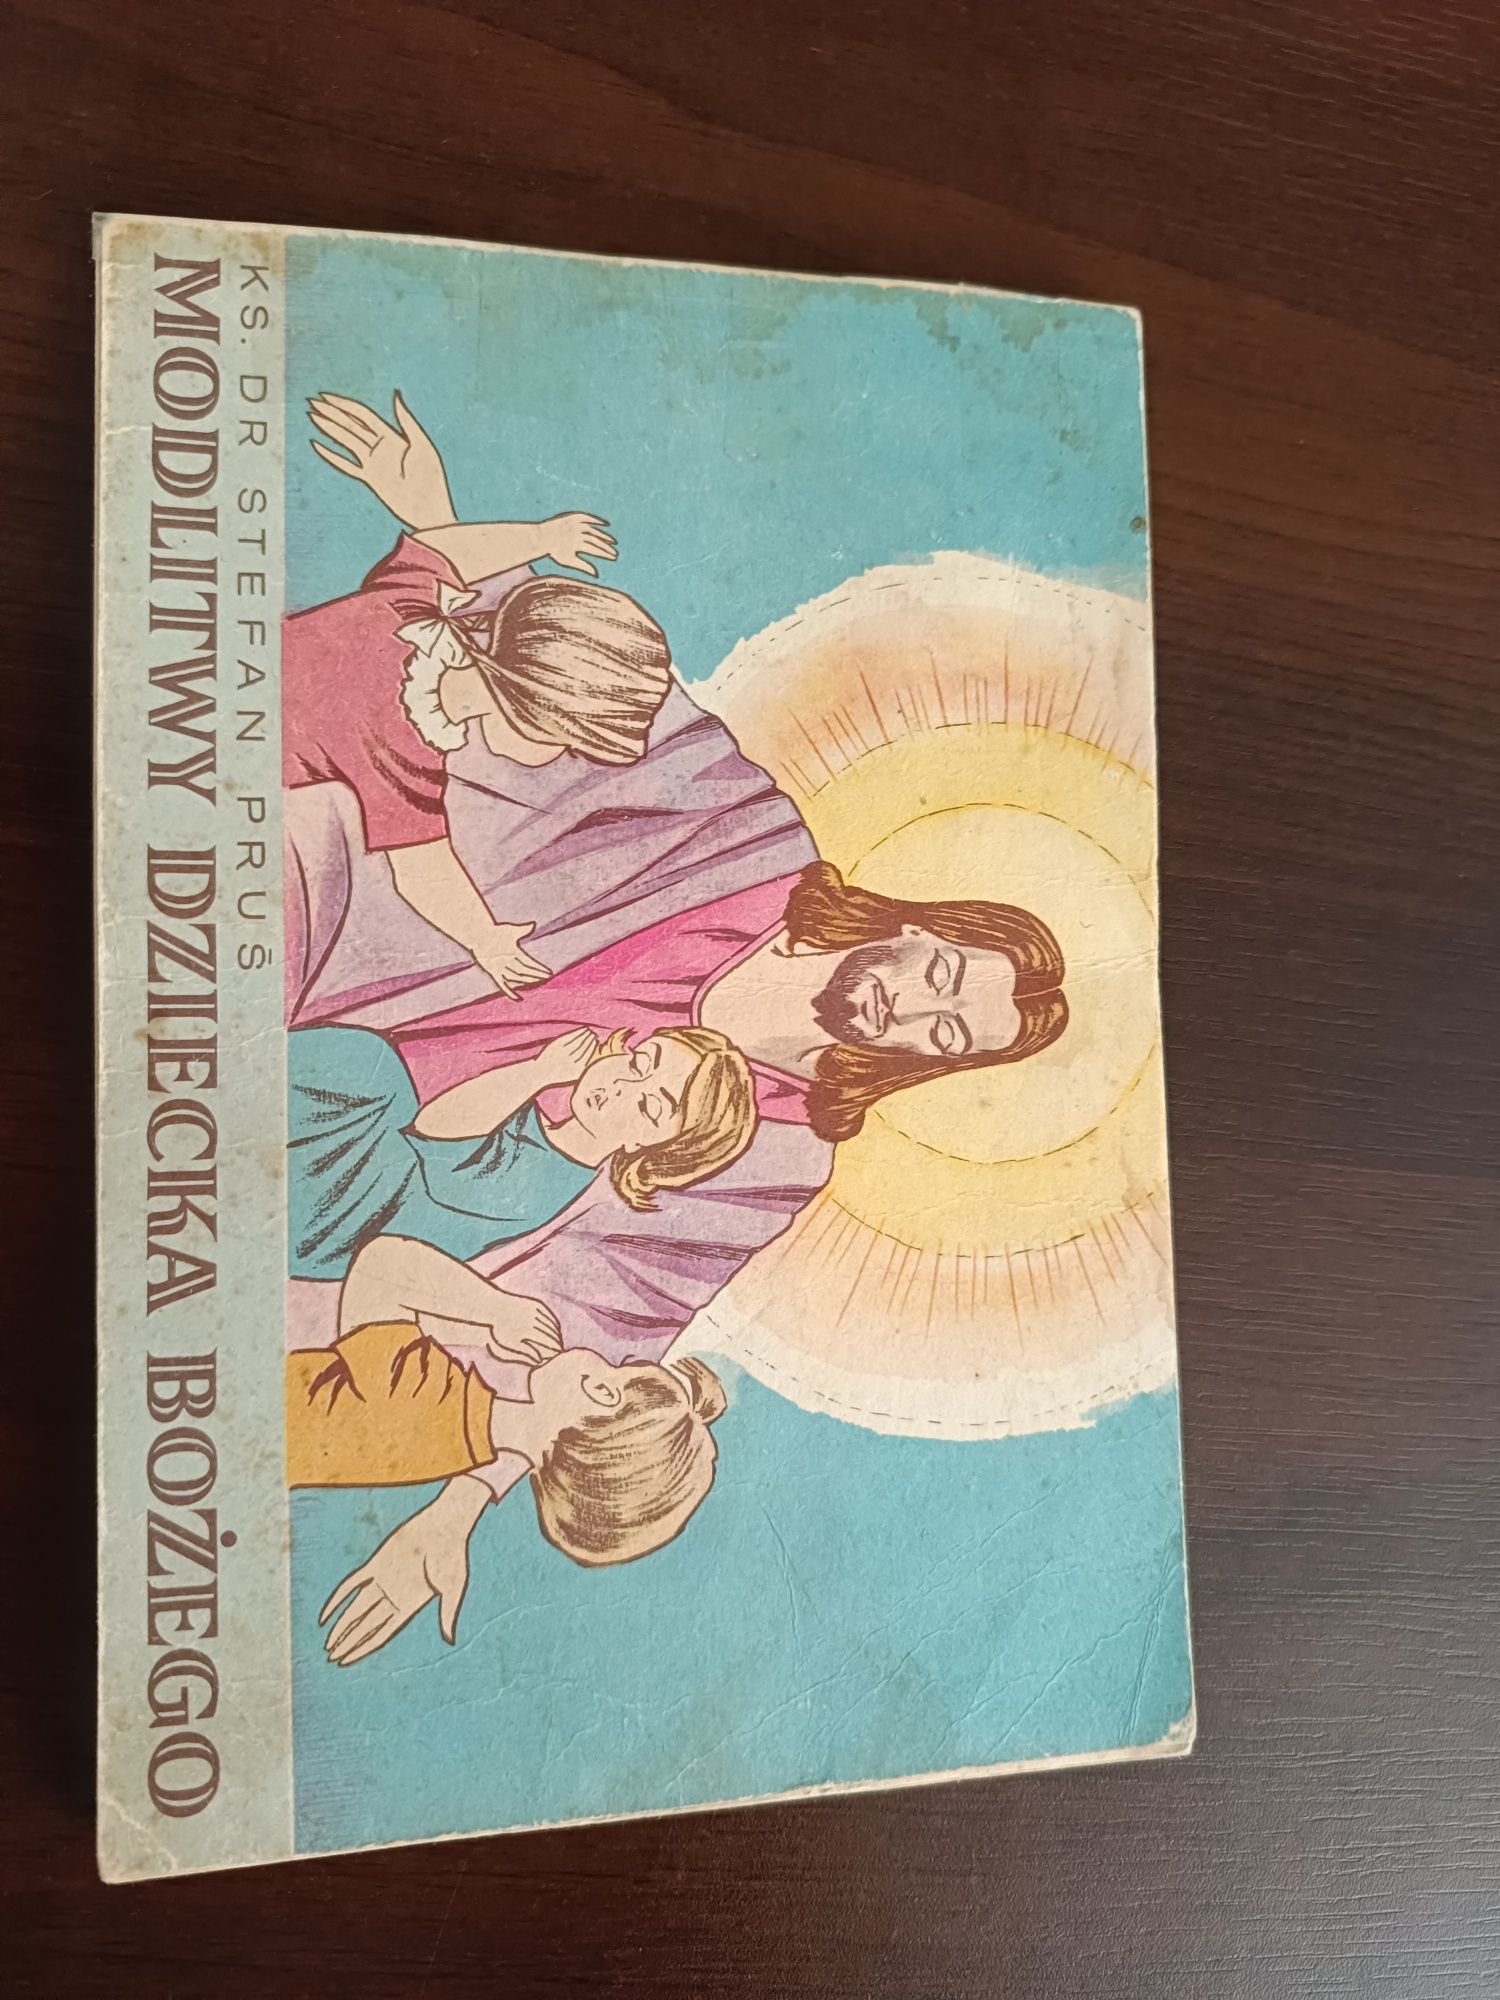 KS. DR STEFAN PRUŚ
MODLITWY DZIECKA BOŻEGO